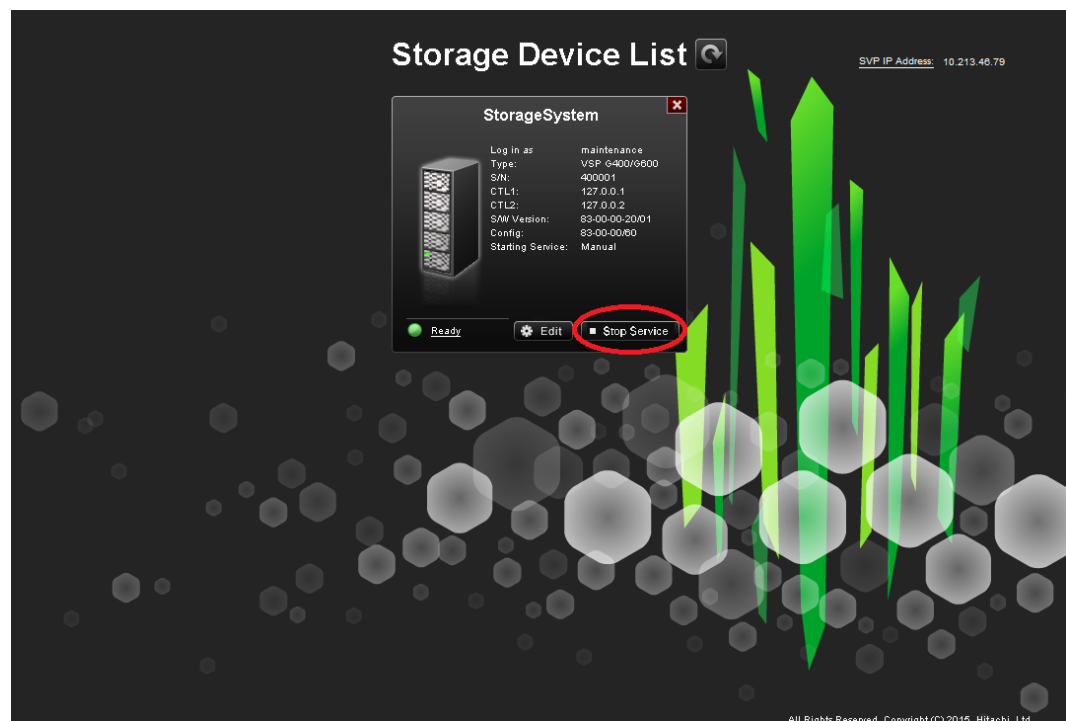 Storage Device List
SVP IP Address: 10.213.46.79
StorageSystem
Log in as maintenance
Type: VSP G400/G600
S/N: 400001
CTL1: 127.0.0.1
CTL2: 127.0.0.2
S/W Version: 83-00-00-20/01
Config: 83-00-00/60
Starting Service: Manual
Ready Edit Stop Service
All Rights Reserved. Copyright (C) 2015, Hitachi, Ltd.